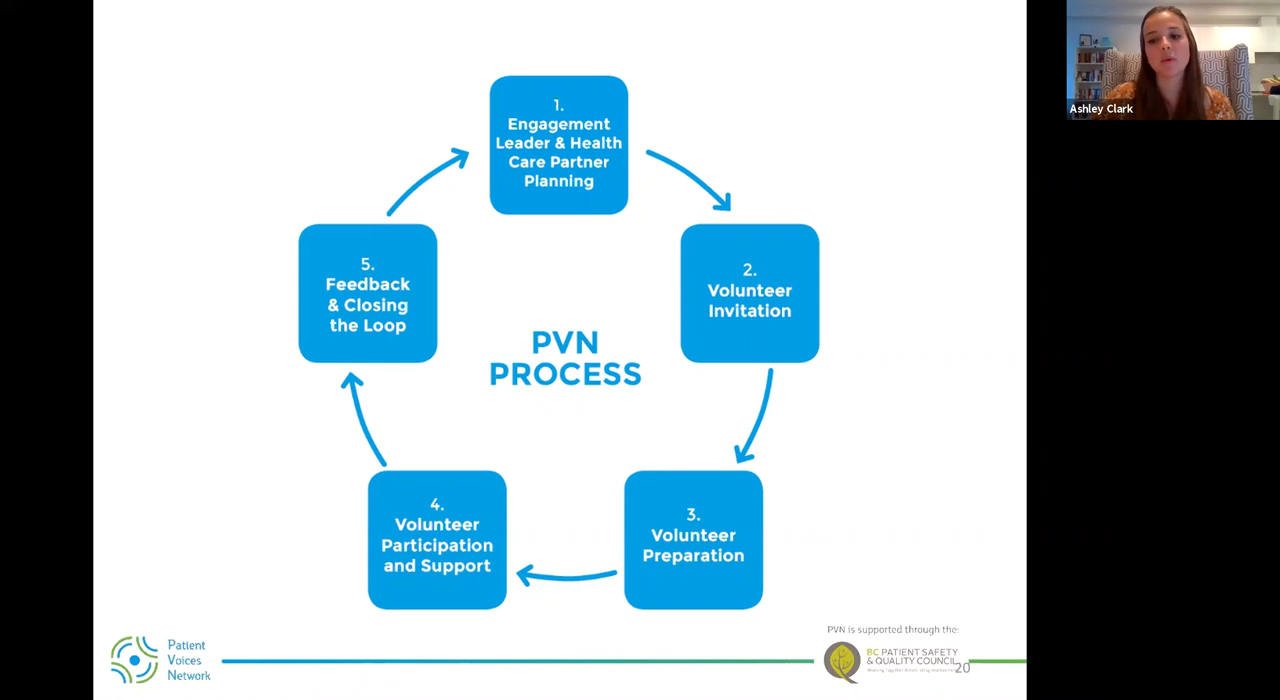 1.
Engagement
Leader & Health
Care Partner
Planning
2.
Volunteer
Invitation
3.
Volunteer
Preparation
4.
Volunteer
Participation
and Support
5.
Feedback
& Closing
the Loop
PVN
PROCESS
Patient
Voices
Network
PVN is supported through the:
BC PATIENT SAFETY
& QUALITY COUNCIL
20
Ashley Clark